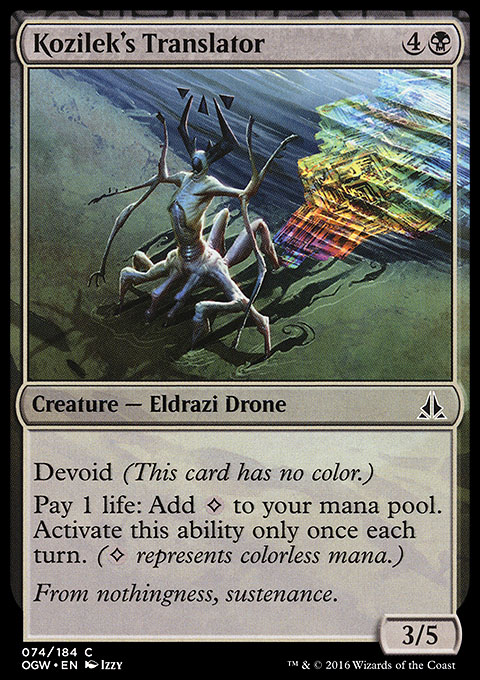 Kozilek's Translator 4
Creature — Eldrazi Drone
Devoid (This card has no color.)
Pay 1 life: Add ◇ to your mana pool.
Activate this ability only once each
turn. (◇ represents colorless mana.)
From nothingness, sustenance.
3/5
074/184 C
OGW • EN Izzy
™ & © 2016 Wizards of the Coast